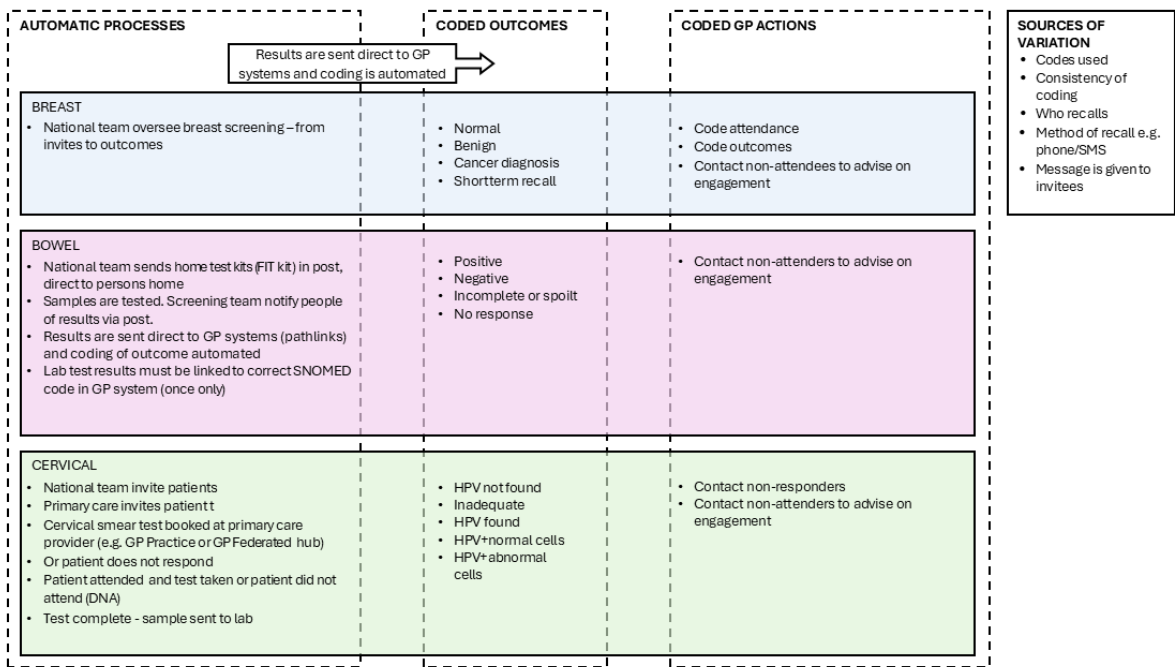 AUTOMATIC PROCESSES
CODED OUTCOMES
CODED GP ACTIONS
Results are sent direct to GP
systems and coding is automated
SOURCES OF
VARIATION
• Codes used
• Consistency of
coding
• Who recalls
• Method of recall e.g.
phone/SMS
• Message is given to
invitees
BREAST
• National team oversee breast screening – from
invites to outcomes
• Normal
• Benign
• Cancer diagnosis
• Short term recall
• Code attendance
• Code outcomes
• Contact non-attendees to advise on
engagement
BOWEL
• National team sends home test kits (FIT kit) in post,
direct to persons home
• Samples are tested. Screening team notify people
of results via post.
• Results are sent direct to GP systems (pathlinks)
and coding of outcome automated
• Lab test results must be linked to correct SNOMED
code in GP system (once only)
• Positive
• Negative
• Incomplete or spoilt
• No response
• Contact non-attenders to advise on
engagement
CERVICAL
• National team invite patients
• Primary care invites patient t
• Cervical smear test booked at primary care
provider (e.g. GP Practice or GP Federated hub)
• Or patient does not respond
• Patient attended and test taken or patient did not
attend (DNA)
• Test complete - sample sent to lab
• HPV not found
• Inadequate
• HPV found
• HPV+normal cells
• HPV+ abnormal
cells
• Contact non-responders
• Contact non-attenders to advise on
engagement